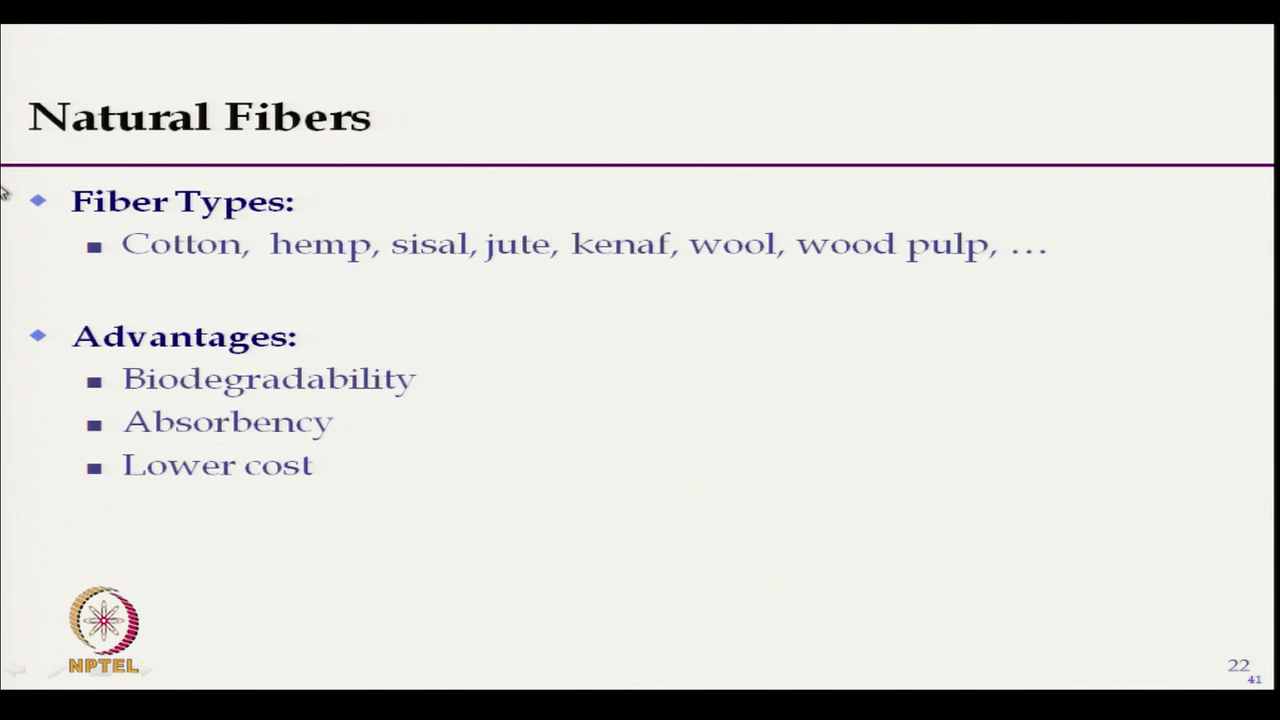 Natural Fibers
Fiber Types:
Cotton, hemp, sisal, jute, kenaf, wool, wood pulp, ...
Advantages:
Biodegradability
Absorbency
Lower cost
NPTEL
22
41